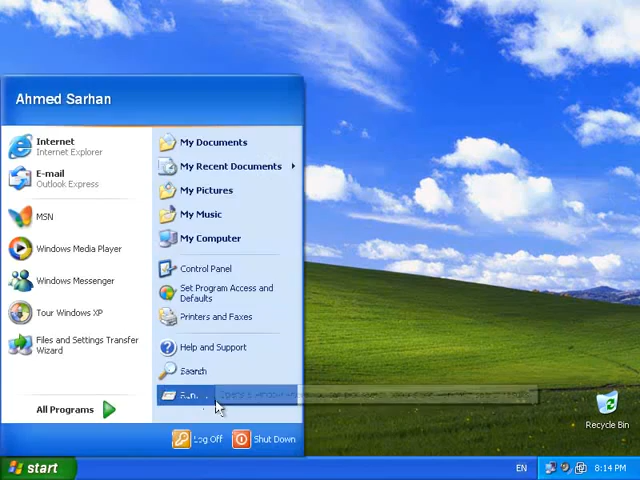 Ahmed Sarhan
Internet
Internet Explorer
E-mail
Outlook Express
MSN
Windows Media Player
Windows Messenger
Tour Windows XP
Files and Settings Transfer
Wizard
All Programs
My Documents
My Recent Documents
My Pictures
My Music
My Computer
Control Panel
Set Program Access and
Defaults
Printers and Faxes
Help and Support
Search
Run...
Log Off
Shut Down
Recycle Bin
start
EN
8:14 PM